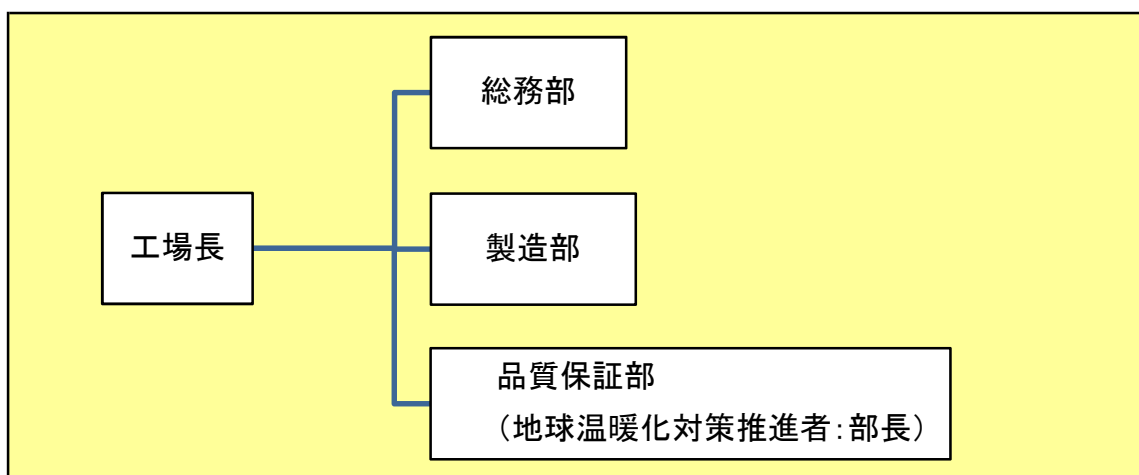 総務部
工場長
製造部
品質保証部
（地球温暖化対策推進者：部長）